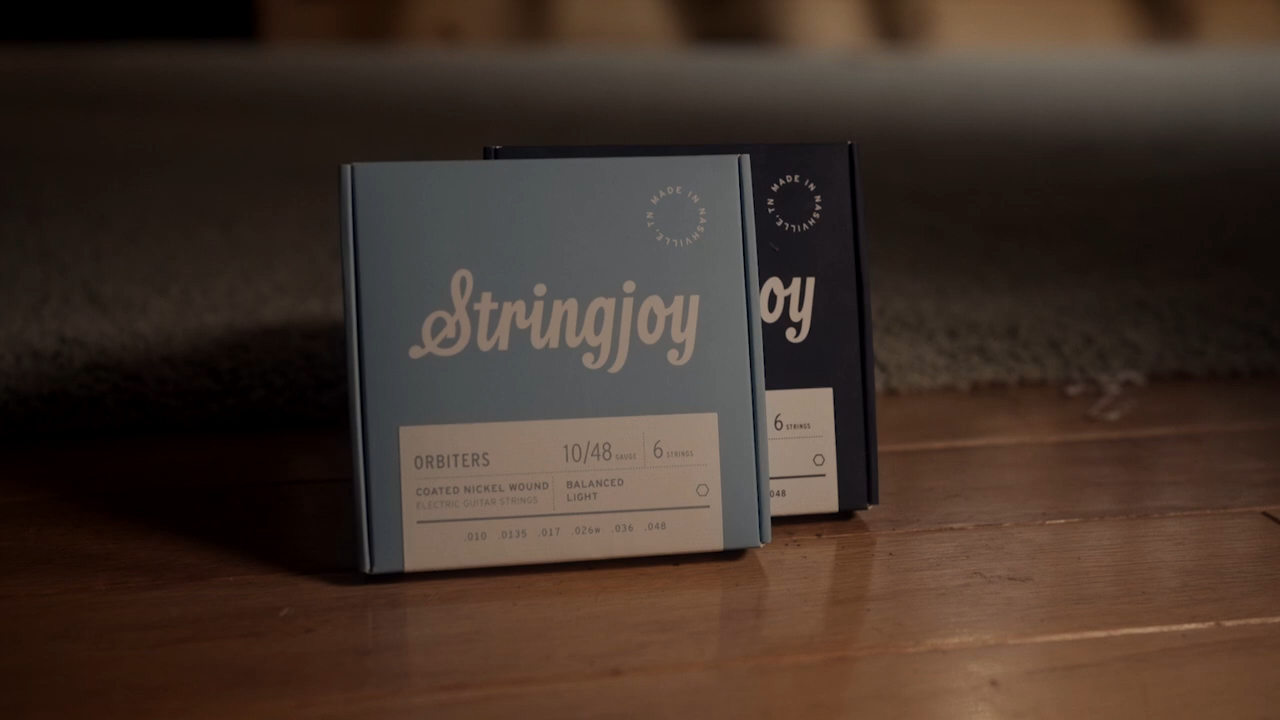 MADE IN NASHVILLE, TN
Stringjoy
ORBITERS
10/48 GAUGE
6 STRINGS
COATED NICKEL WOUND
ELECTRIC GUITAR STRINGS
BALANCED
LIGHT
.010 .0135 .017 .026w .036 .048
MADE IN NASHVILLE, TN
oy
6 STRINGS
048